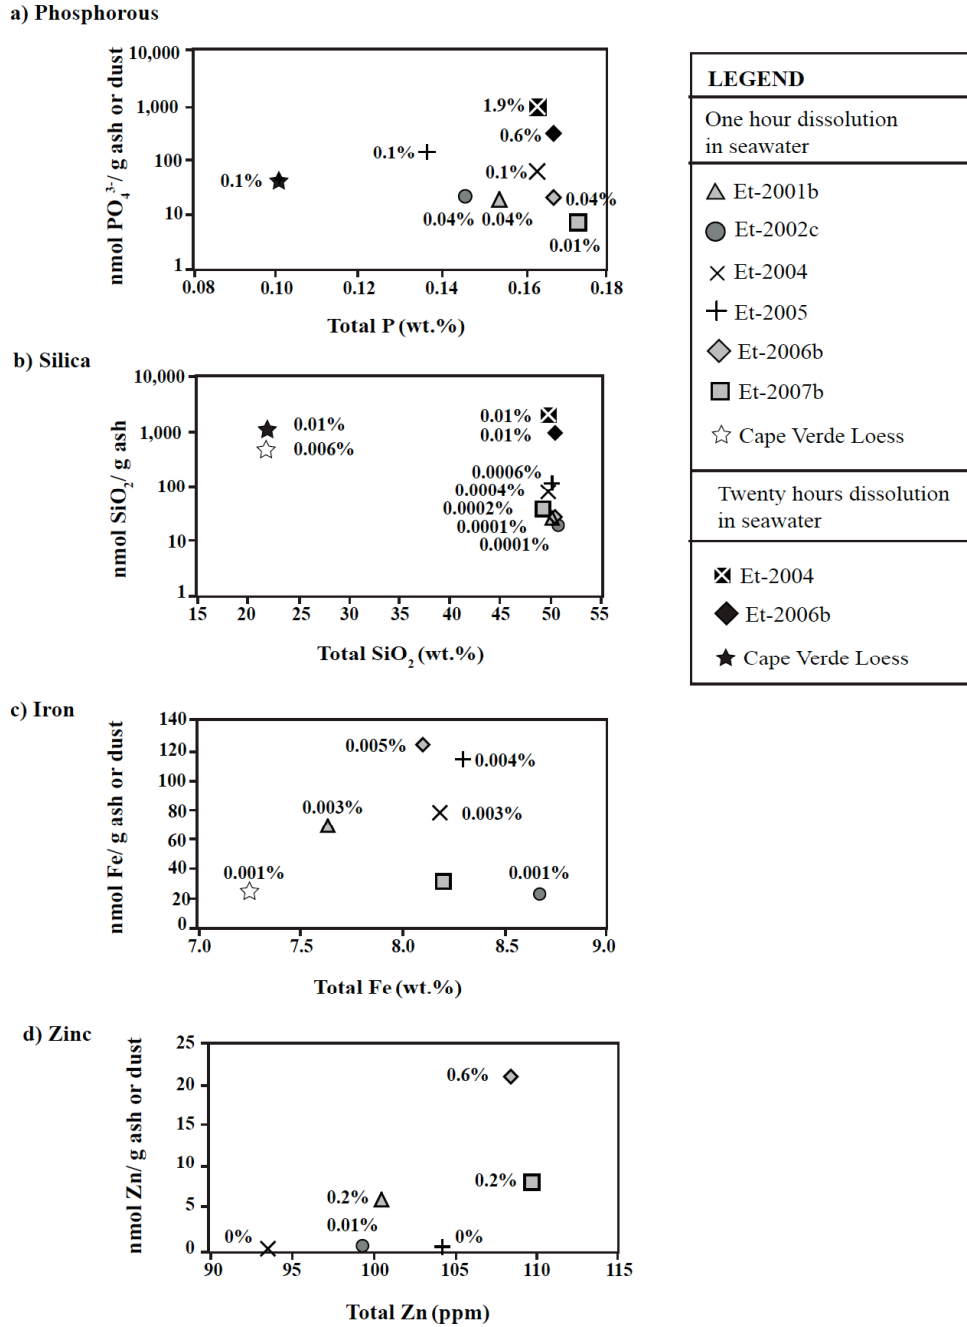 a) Phosphorous
nmol PO₄³⁻/ g ash or dust
10,000
1,000
100
10
1
1.9%
0.6%
0.1%
0.1%
0.1%
0.04%
0.04%
0.04%
0.01%
0.08
0.10
0.12
0.14
0.16
0.18
Total P (wt.%)
b) Silica
nmol SiO₂/ g ash
10,000
1,000
100
10
1
0.01%
0.006%
0.01%
0.01%
0.0006%
0.0004%
0.0002%
0.0001%
0.0001%
15
20
25
30
35
40
45
50
55
Total SiO₂ (wt.%)
c) Iron
nmol Fe/ g ash or dust
140
120
100
80
60
40
20
0
0.005%
0.004%
0.003%
0.003%
0.001%
0.001%
7.0
7.5
8.0
8.5
9.0
Total Fe (wt.%)
d) Zinc
nmol Zn/ g ash or dust
25
20
15
10
5
0
0.6%
0.2%
0.2%
0.01%
0%
0%
90
95
100
105
110
115
Total Zn (ppm)
LEGEND
One hour dissolution
in seawater
Et-2001b
Et-2002c
Et-2004
Et-2005
Et-2006b
Et-2007b
Cape Verde Loess
Twenty hours dissolution
in seawater
Et-2004
Et-2006b
Cape Verde Loess